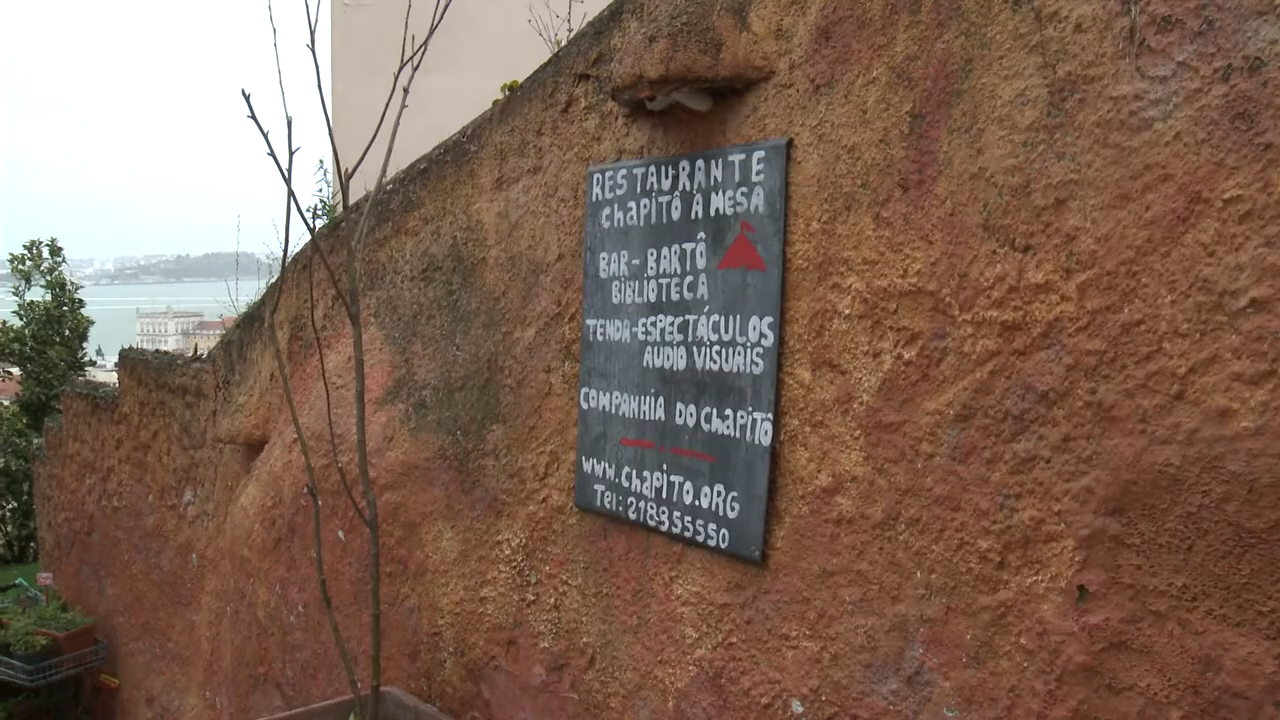 RESTAURANTE
chapitô À MESA
BAR-BARTÔ
BIBLIOTECA
TENDA-ESPECTÁCULOS
AUDIO VISUAIS
COMPANHIA DO chapitô
www.chapito.ORG
Tel: 218855550